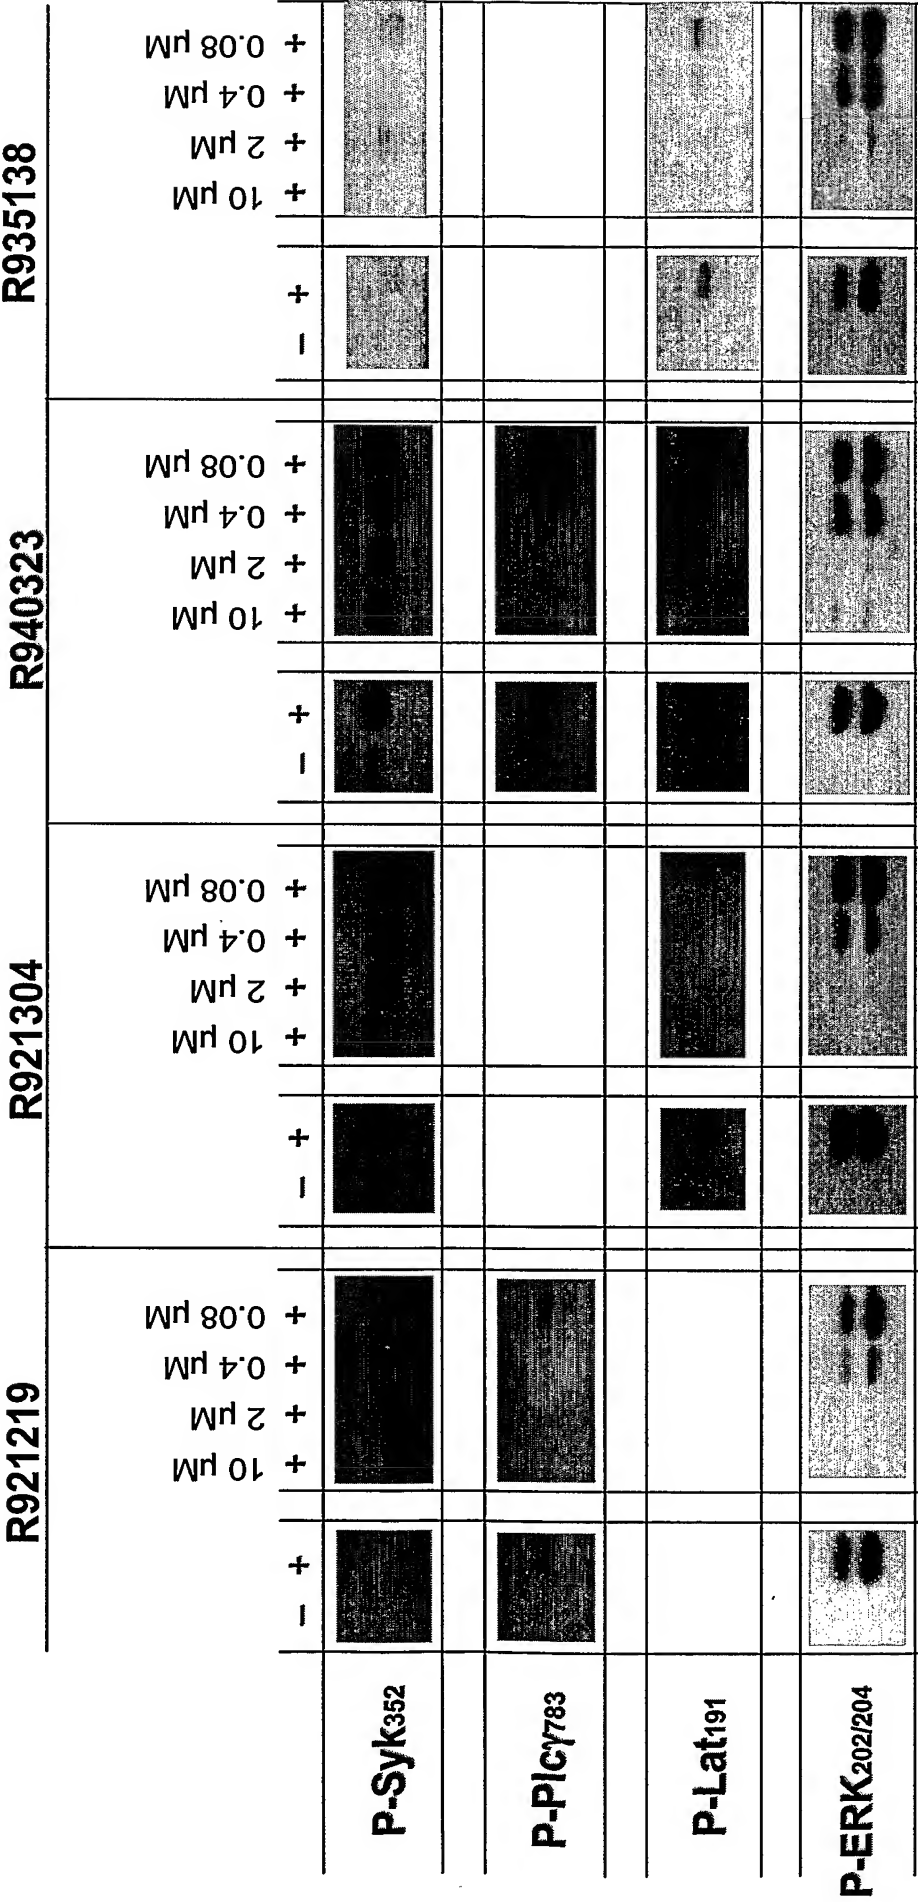 R921219 R921304 R940323 R935138
10 µM 2 µM 0.4 µM 0.08 µM 10 µM 2 µM 0.4 µM 0.08 µM 10 µM 2 µM 0.4 µM 0.08 µM 10 µM 2 µM 0.4 µM 0.08 µM
– + + + + + – + + + + + – + + + + + – + + + + +
P-Syk352
P-Plcγ783
P-Lat191
P-ERK202/204